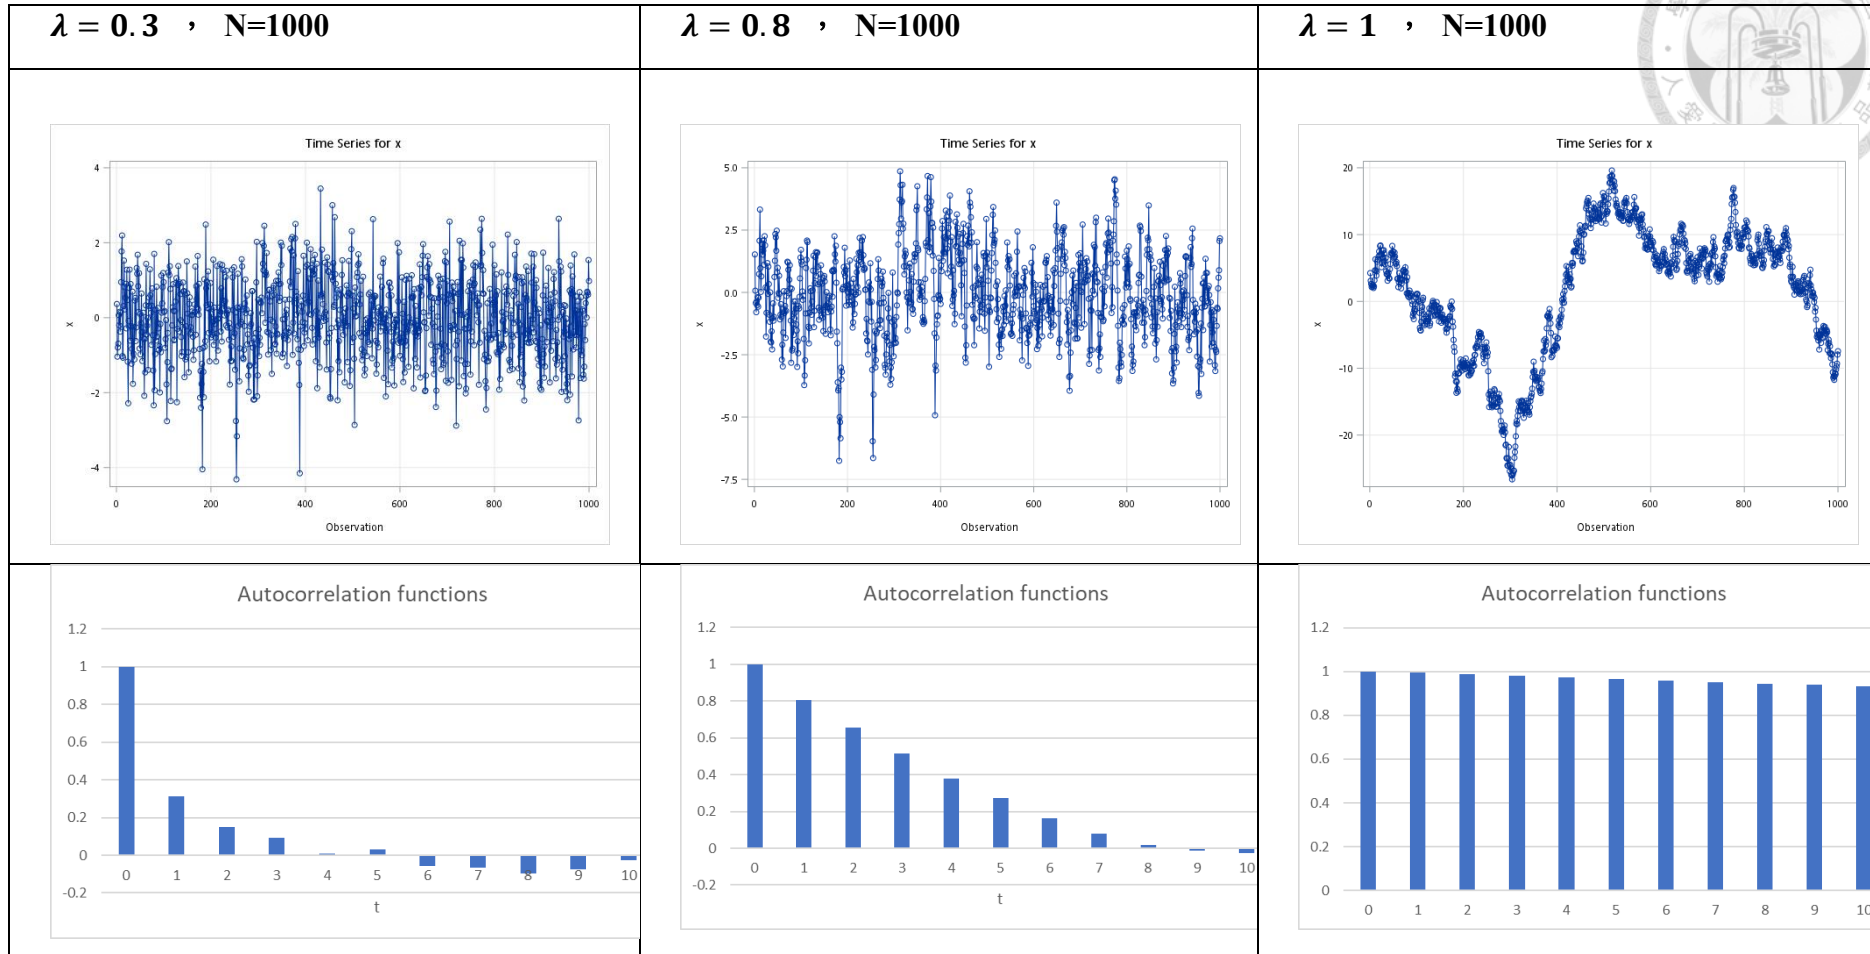 λ = 0.3 , N=1000
λ = 0.8 , N=1000
λ = 1 , N=1000
Time Series for x
4
2
0
-2
-4
x
0 200 400 600 800 1000
Observation
Time Series for x
5.0
2.5
0.0
-2.5
-5.0
-7.5
x
0 200 400 600 800 1000
Observation
Time Series for x
20
10
0
-10
-20
x
0 200 400 600 800 1000
Observation
Autocorrelation functions
1.2
1
0.8
0.6
0.4
0.2
0
-0.2
0 1 2 3 4 5 6 7 8 9 10
t
Autocorrelation functions
1.2
1
0.8
0.6
0.4
0.2
0
-0.2
0 1 2 3 4 5 6 7 8 9 10
t
Autocorrelation functions
1.2
1
0.8
0.6
0.4
0.2
0
0 1 2 3 4 5 6 7 8 9 10